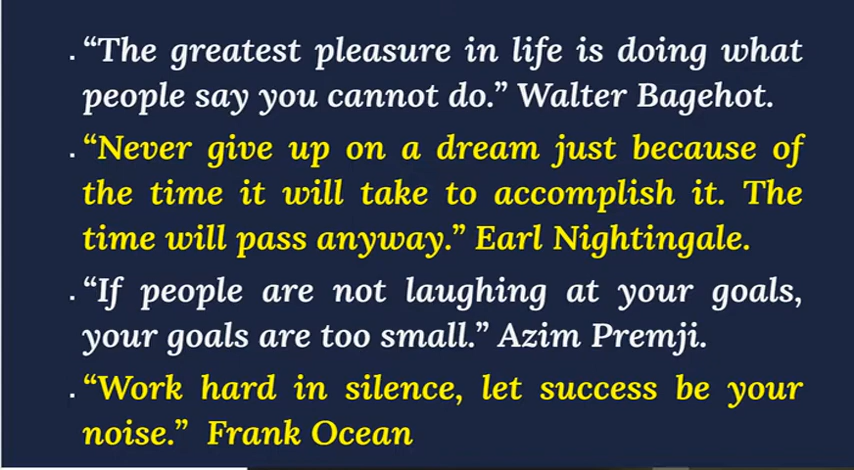 . “The greatest pleasure in life is doing what
people say you cannot do.” Walter Bagehot.
. “Never give up on a dream just because of
the time it will take to accomplish it. The
time will pass anyway.” Earl Nightingale.
. “If people are not laughing at your goals,
your goals are too small.” Azim Premji.
. “Work hard in silence, let success be your
noise.”  Frank Ocean